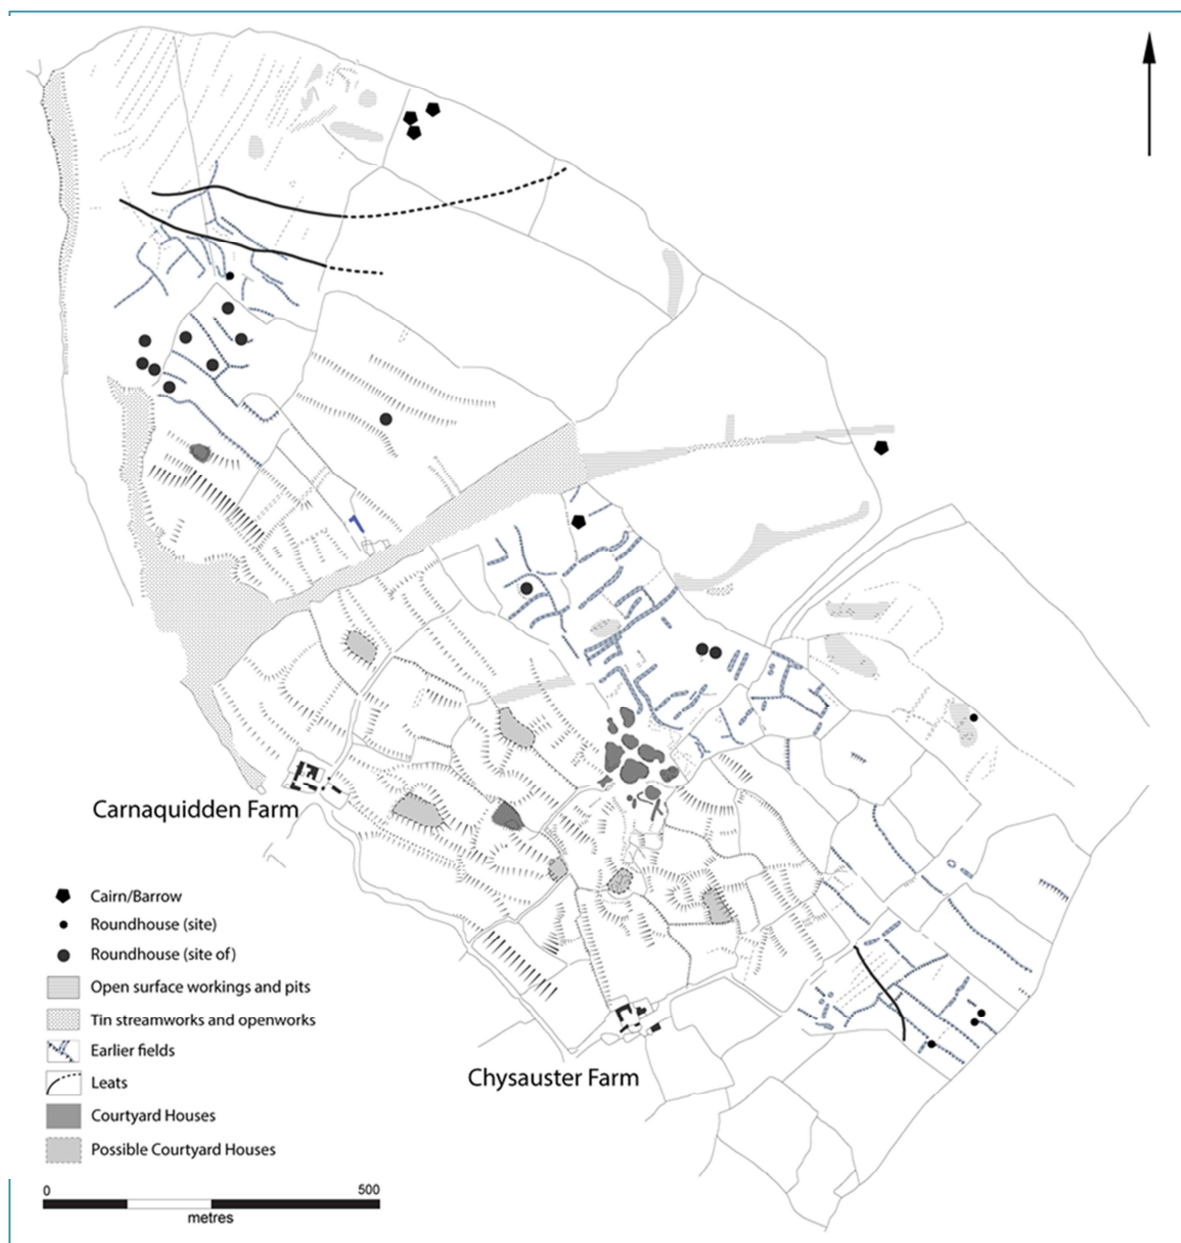 Carnaquidden Farm
Cairn/Barrow
Roundhouse (site)
Roundhouse (site of)
Open surface workings and pits
Tin streamworks and openworks
Earlier fields
Leats
Courtyard Houses
Possible Courtyard Houses
Chysauster Farm
0 500
metres